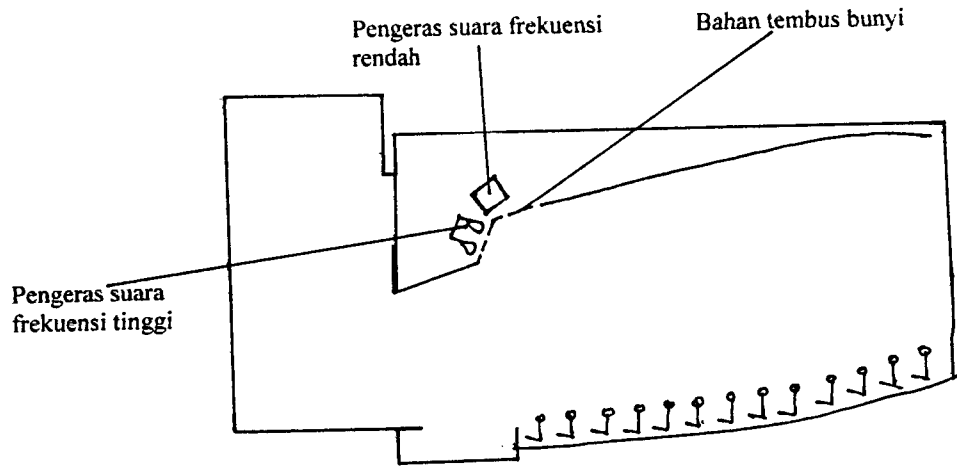 Pengeras suara frekuensi
rendah
Bahan tembus bunyi
Pengeras suara
frekuensi tinggi